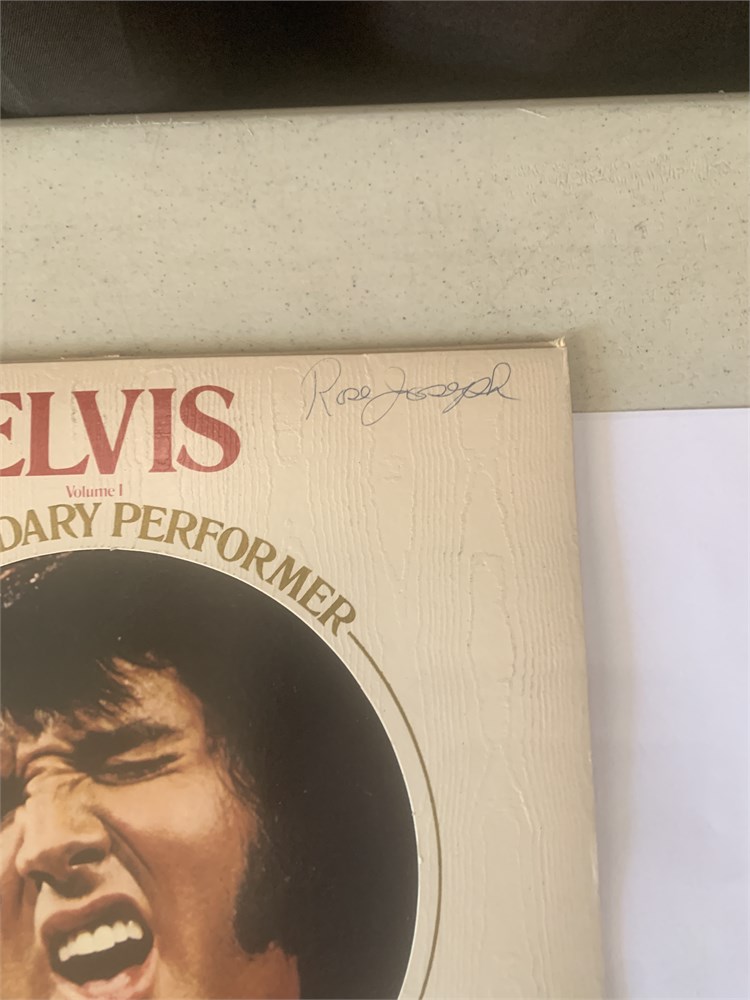 Rose Joseph
ELVIS
Volume 1
DARY PERFORMER